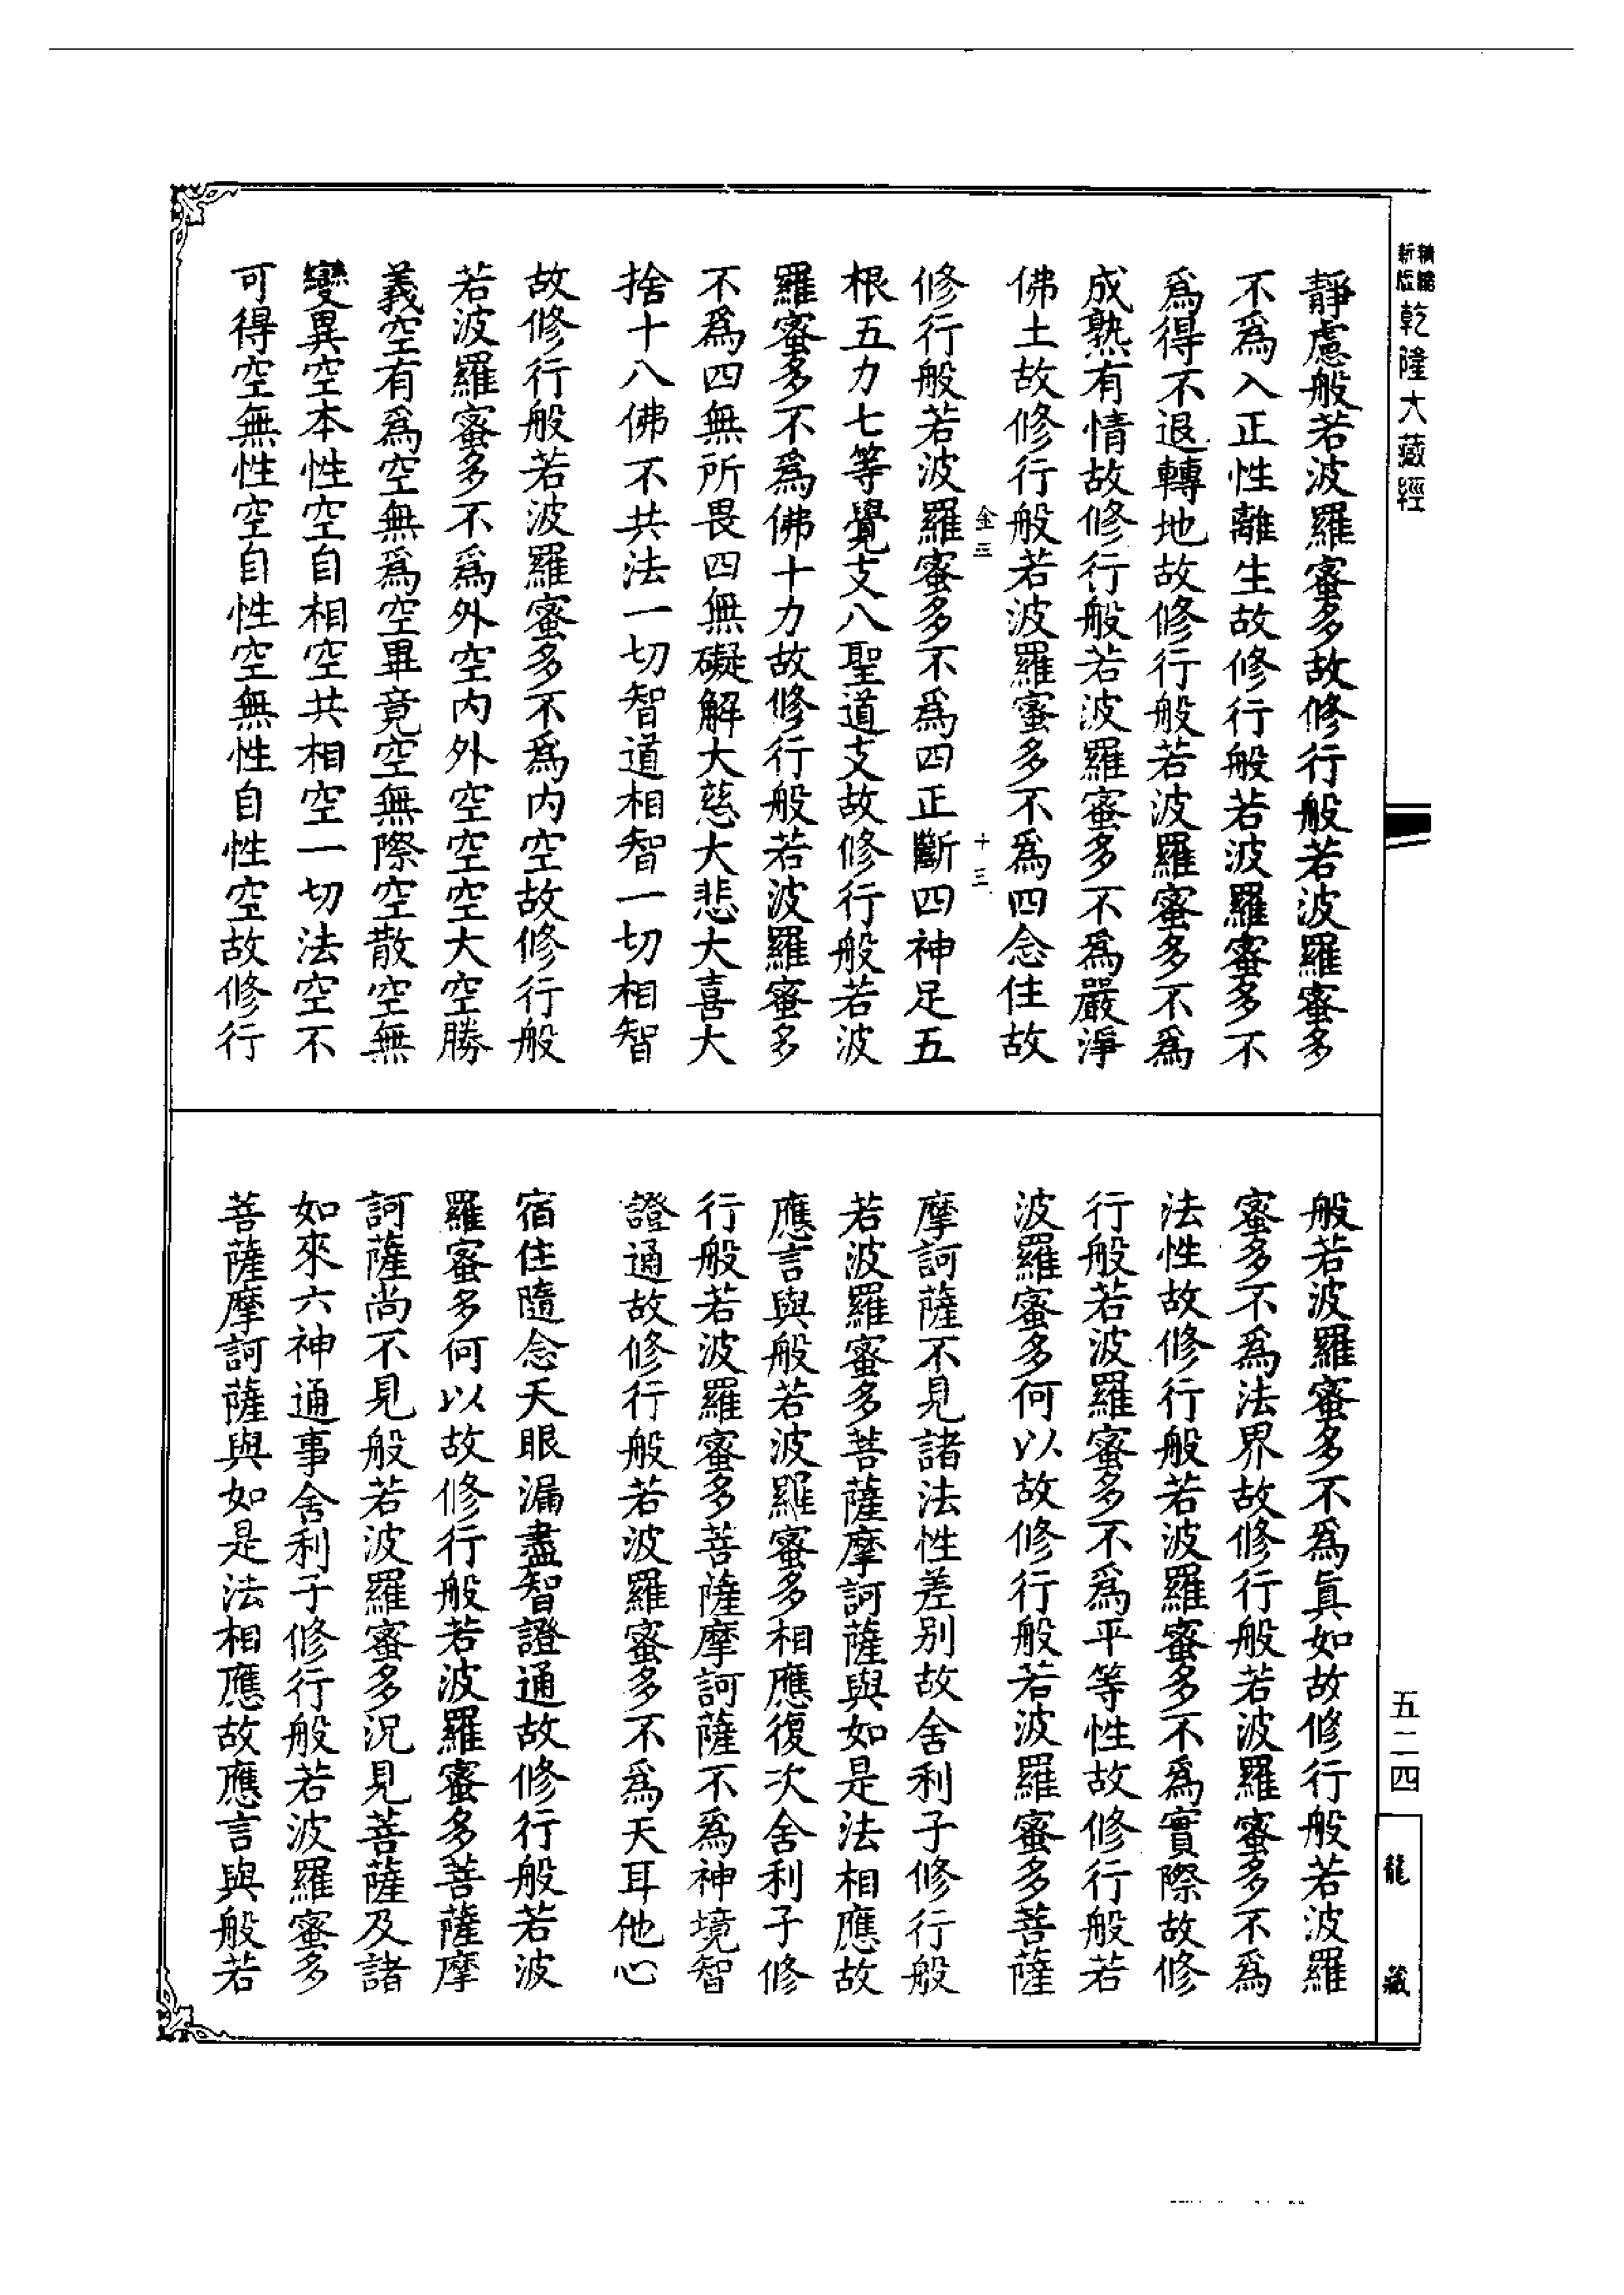 新版精縮乾隆大藏經
靜慮般若波羅蜜多故修行般若波羅蜜多
不爲入正性離生故修行般若波羅蜜多不
爲得不退轉地故修行般若波羅蜜多不爲
成熟有情故修行般若波羅蜜多不爲嚴淨
佛土故修行般若波羅蜜多不爲四念住故
金三 十三
修行般若波羅蜜多不爲四正斷四神足五
根五力七等覺支八聖道支故修行般若波
羅蜜多不爲佛十力故修行般若波羅蜜多
不爲四無所畏四無礙解大慈大悲大喜大
捨十八佛不共法一切智道相智一切相智
故修行般若波羅蜜多不爲内空故修行般
若波羅蜜多不爲外空内外空空空大空勝
義空有爲空無爲空畢竟空無際空散空無
變異空本性空自相空共相空一切法空不
可得空無性空自性空無性自性空故修行
般若波羅蜜多不爲眞如故修行般若波羅
蜜多不爲法界故修行般若波羅蜜多不爲
法性故修行般若波羅蜜多不爲實際故修
行般若波羅蜜多不爲平等性故修行般若
波羅蜜多何以故修行般若波羅蜜多菩薩
摩訶薩不見諸法性差别故舍利子修行般
若波羅蜜多菩薩摩訶薩與如是法相應故
應言與般若波羅蜜多相應復次舍利子修
行般若波羅蜜多菩薩摩訶薩不爲神境智
證通故修行般若波羅蜜多不爲天耳他心
宿住隨念天眼漏盡智證通故修行般若波
羅蜜多何以故修行般若波羅蜜多菩薩摩
訶薩尚不見般若波羅蜜多況見菩薩及諸
如來六神通事舍利子修行般若波羅蜜多
菩薩摩訶薩與如是法相應故應言與般若
五二四
龍藏